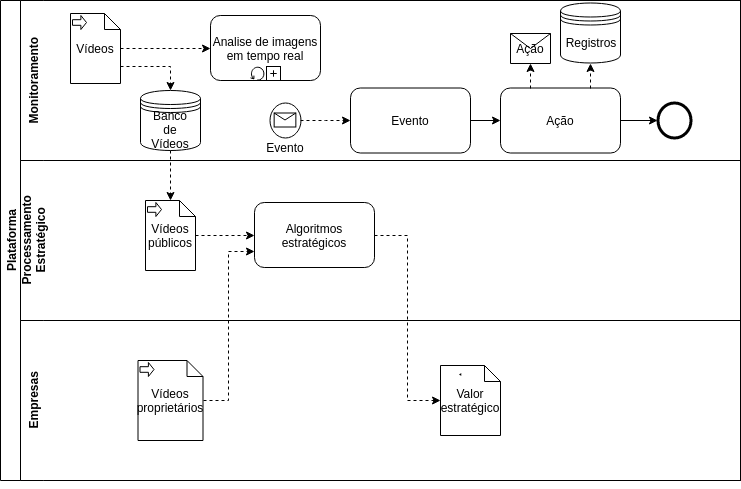 Plataforma
Monitoramento
Vídeos
Analise de imagens
em tempo real
Banco
de
Vídeos
Evento
Evento
Ação
Ação
Registros
Processamento
Estratégico
Vídeos
públicos
Algoritmos
estratégicos
Empresas
Vídeos
proprietários
Valor
estratégico